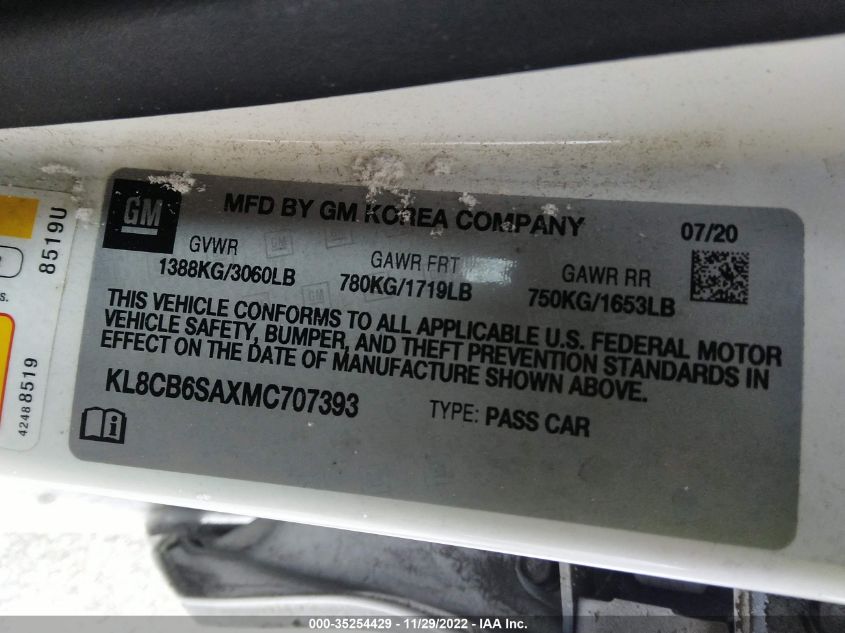 GM
MFD BY GM KOREA COMPANY
07/20
GVWR
1388KG/3060LB
GAWR FRT
780KG/1719LB
GAWR RR
750KG/1653LB
THIS VEHICLE CONFORMS TO ALL APPLICABLE U.S. FEDERAL MOTOR
VEHICLE SAFETY, BUMPER, AND THEFT PREVENTION STANDARDS IN
EFFECT ON THE DATE OF MANUFACTURE SHOWN ABOVE.
KL8CB6SAXMC707393
TYPE: PASS CAR
8519U
42488519
000-35254429 - 11/29/2022 - IAA Inc.